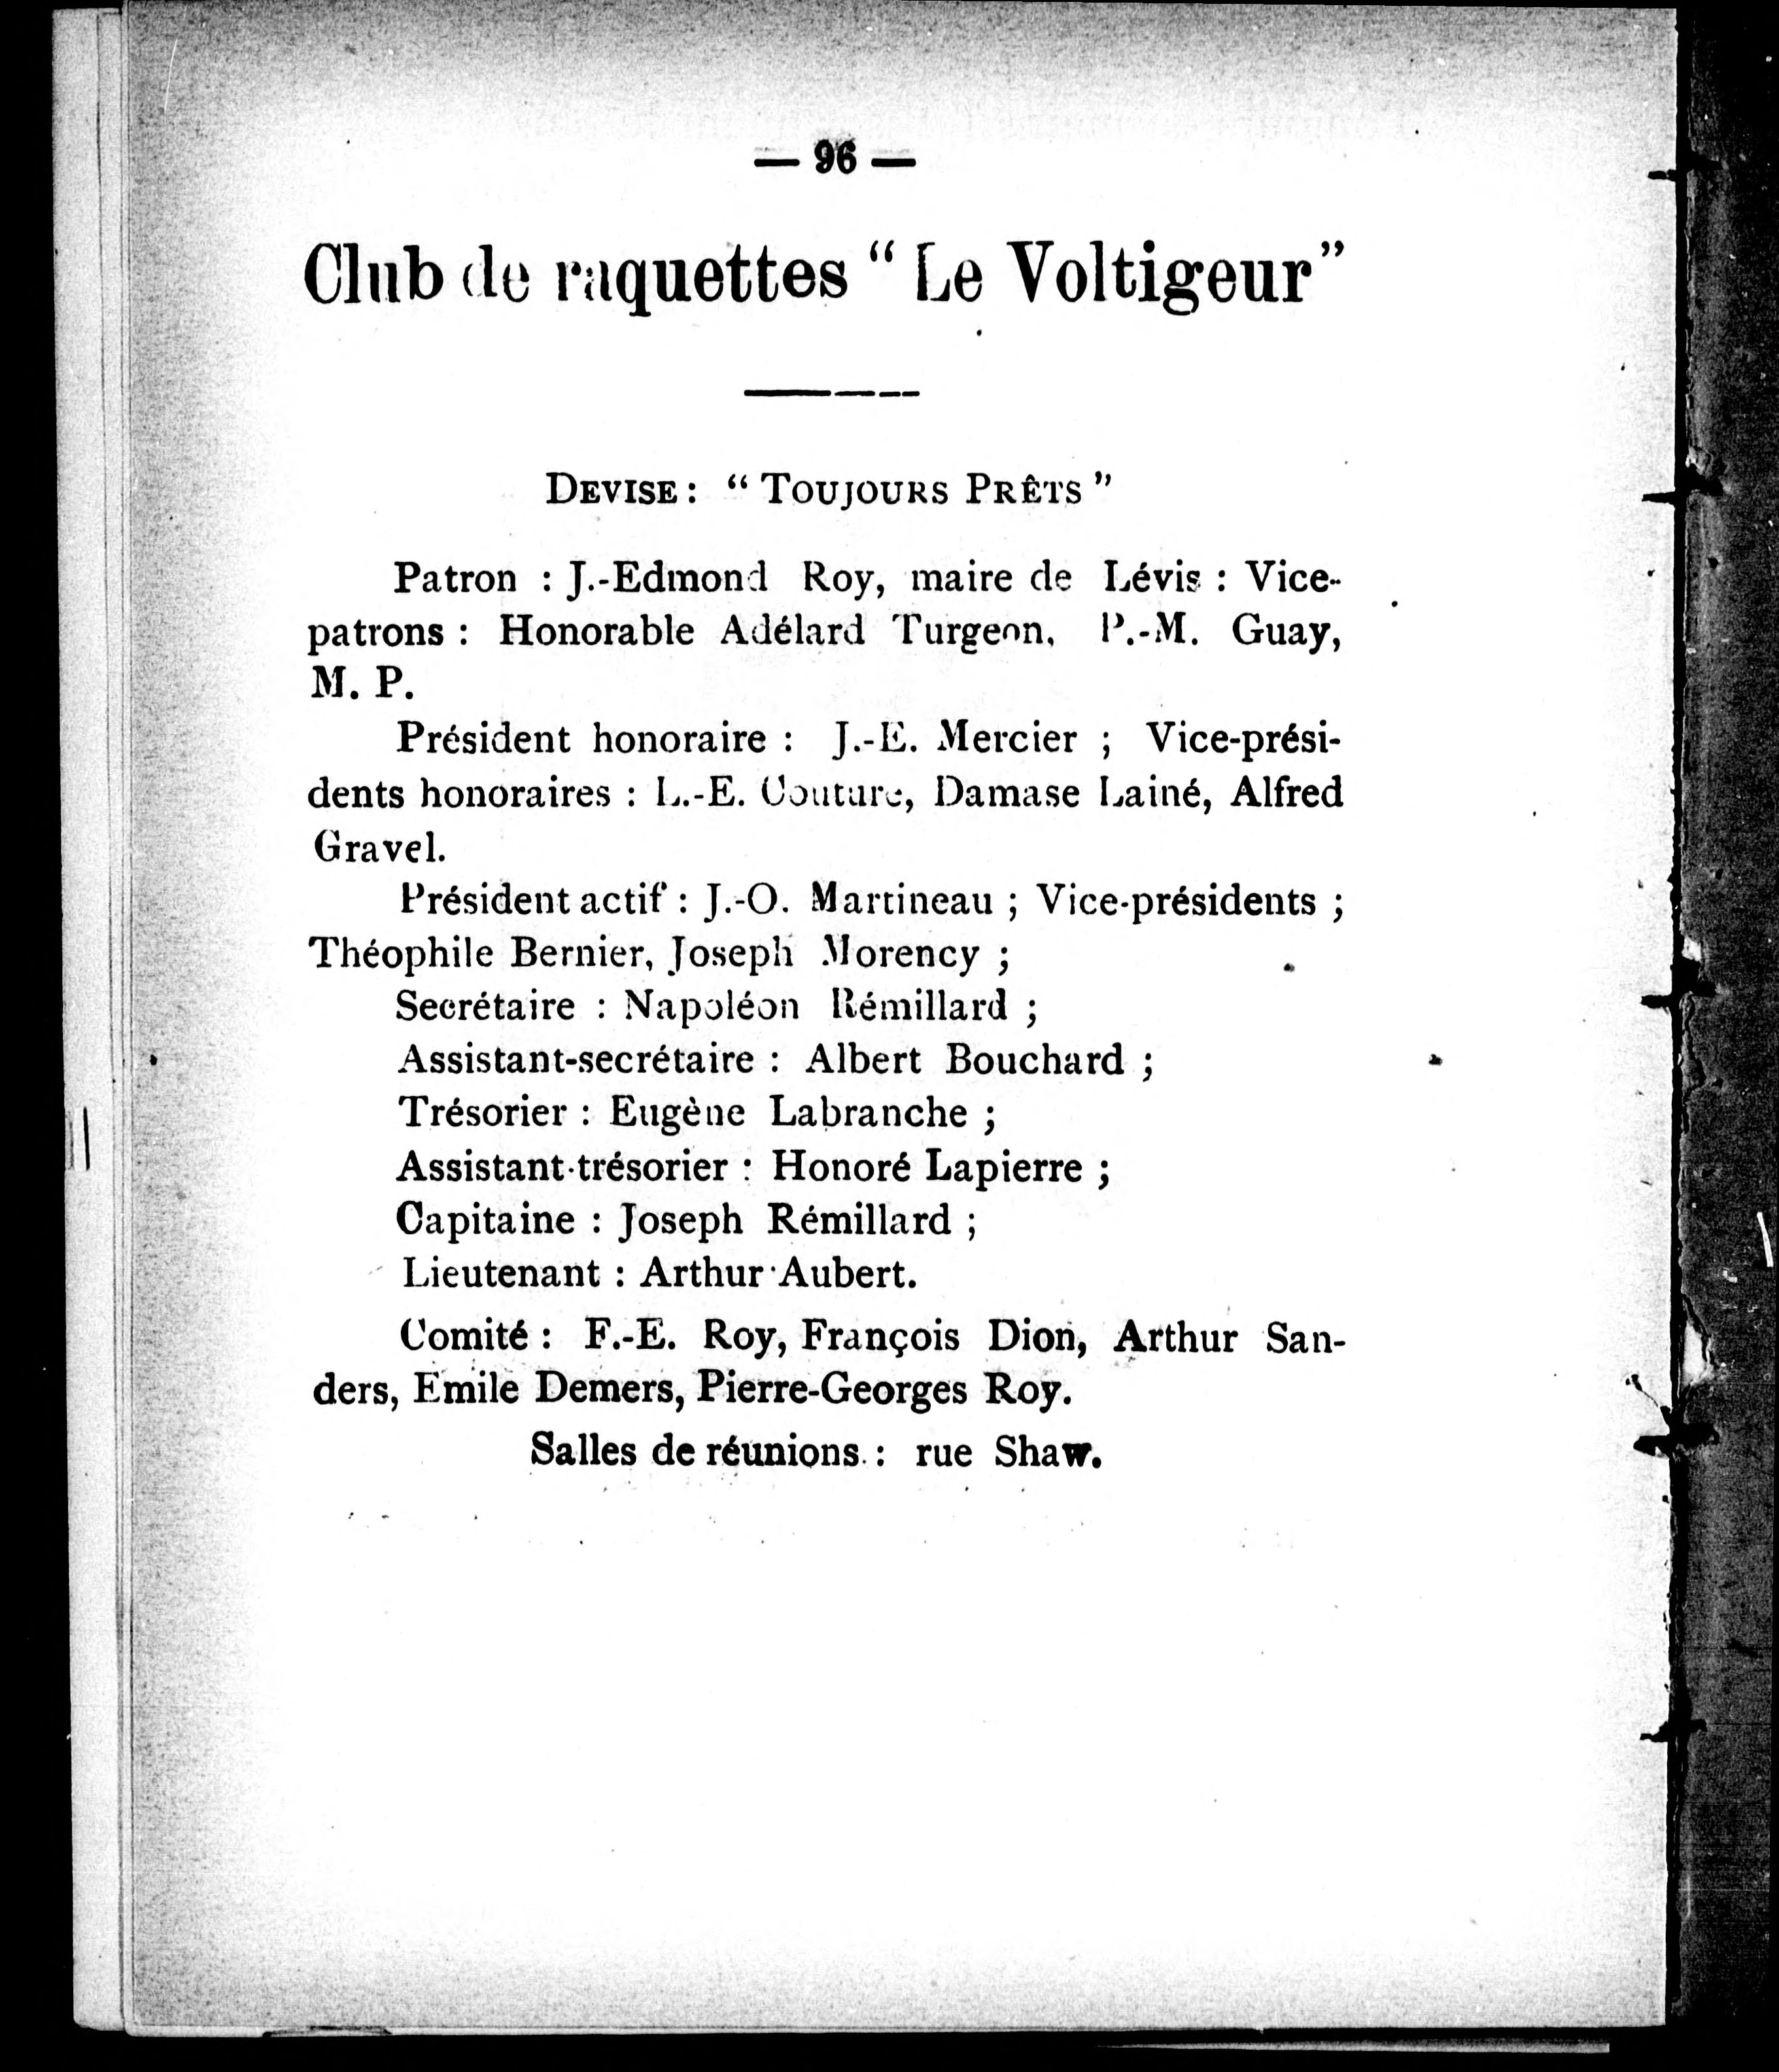 — 96 —
Club de raquettes “ Le Voltigeur ”
DEVISE : “ TOUJOURS PRÊTS ”
Patron : J.-Edmond Roy, maire de Lévis : Vice-
patrons : Honorable Adélard Turgeon, P.-M. Guay,
M. P.
Président honoraire : J.-E. Mercier ; Vice-prési-
dents honoraires : L.-E. Couture, Damase Lainé, Alfred
Gravel.
Président actif : J.-O. Martineau ; Vice-présidents ;
Théophile Bernier, Joseph Morency ;
Secrétaire : Napoléon Rémillard ;
Assistant-secrétaire : Albert Bouchard ;
Trésorier : Eugène Labranche ;
Assistant-trésorier : Honoré Lapierre ;
Capitaine : Joseph Rémillard ;
Lieutenant : Arthur Aubert.
Comité : F.-E. Roy, François Dion, Arthur San-
ders, Emile Demers, Pierre-Georges Roy.
Salles de réunions : rue Shaw.